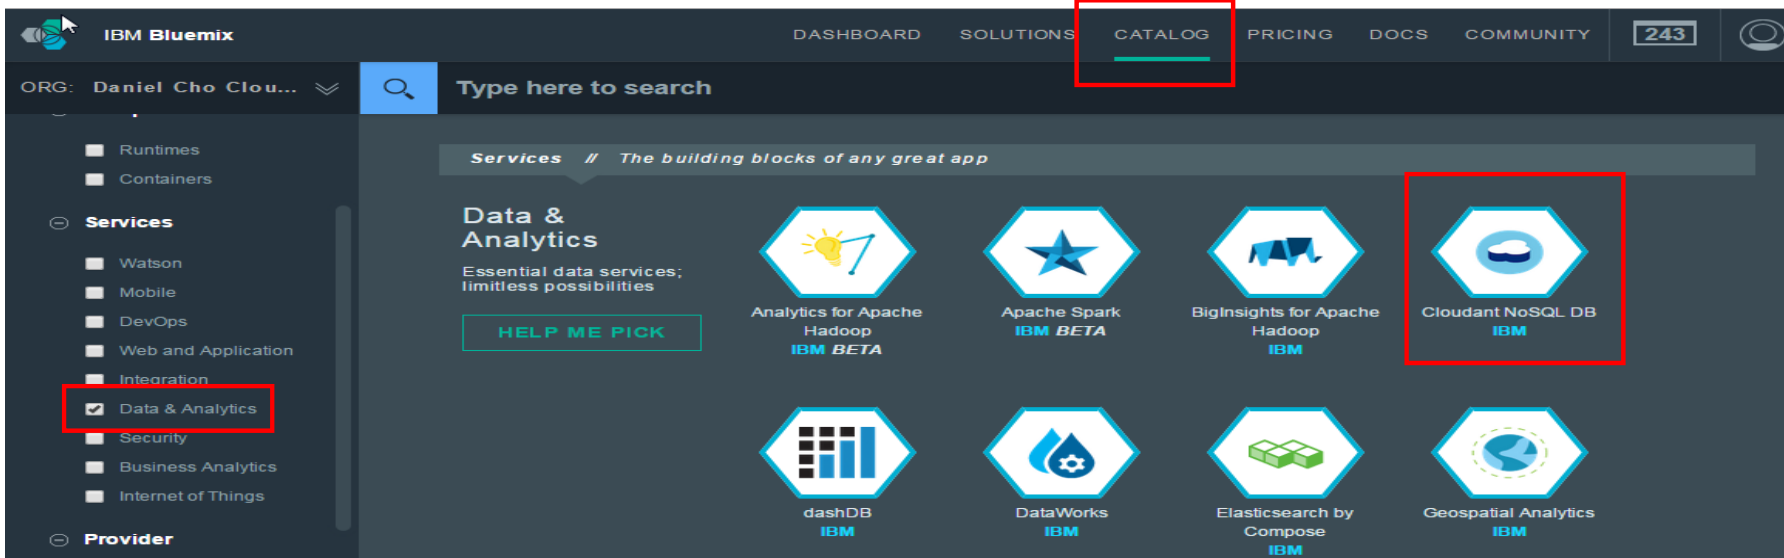 IBM Bluemix
DASHBOARD
SOLUTIONS
CATALOG
PRICING
DOCS
COMMUNITY
243
ORG: Daniel Cho Clou...
Type here to search
Runtimes
Containers
Services
Watson
Mobile
DevOps
Web and Application
Integration
Data & Analytics
Security
Business Analytics
Internet of Things
Provider
Services // The building blocks of any great app
Data &
Analytics
Essential data services;
limitless possibilities
HELP ME PICK
Analytics for Apache
Hadoop
IBM BETA
Apache Spark
IBM BETA
BigInsights for Apache
Hadoop
IBM
Cloudant NoSQL DB
IBM
dashDB
IBM
DataWorks
IBM
Elasticsearch by
Compose
IBM
Geospatial Analytics
IBM